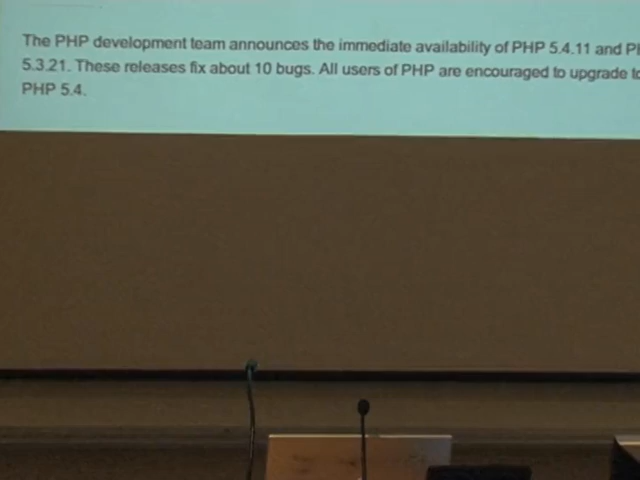 The PHP development team announces the immediate availability of PHP 5.4.11 and
5.3.21. These releases fix about 10 bugs. All users of PHP are encouraged to upgrade to
PHP 5.4.